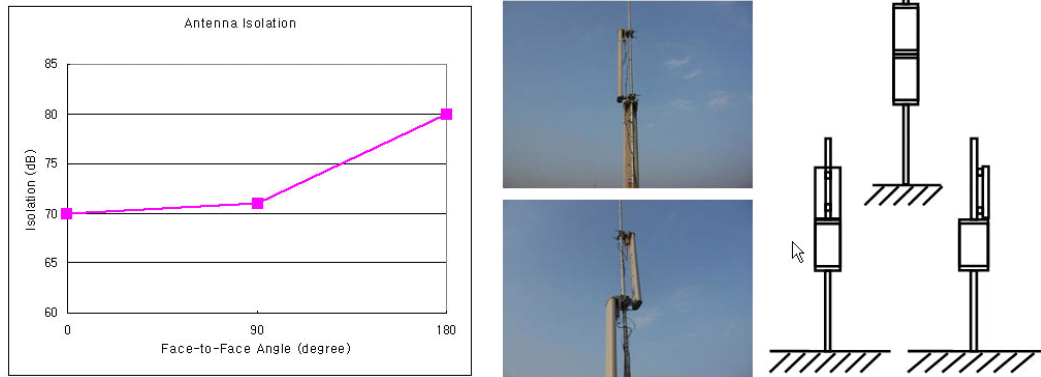 Antenna Isolation
85
80
75
70
65
60
Isolation (dB)
0 90 180
Face-to-Face Angle (degree)